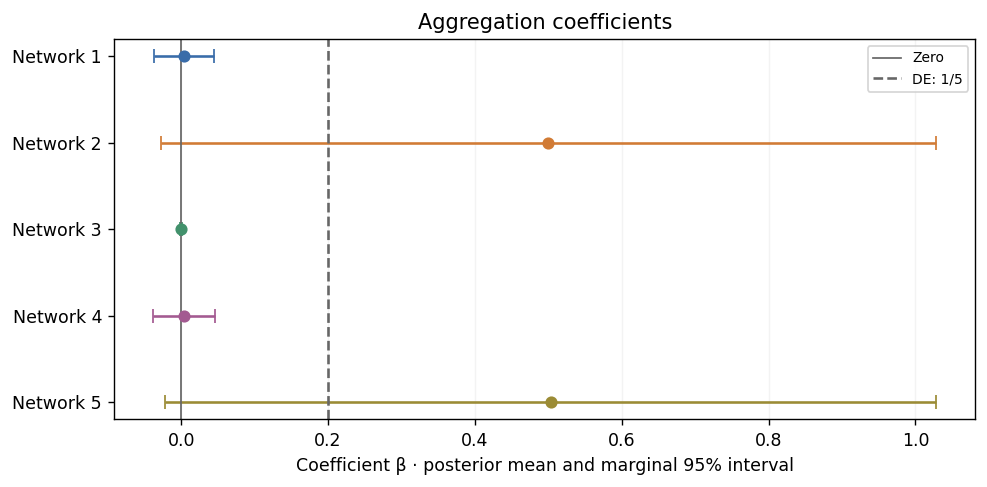 Aggregation coefficients
Zero
DE: 1/5
Network 1
Network 2
Network 3
Network 4
Network 5
0.0 0.2 0.4 0.6 0.8 1.0
Coefficient β · posterior mean and marginal 95% interval